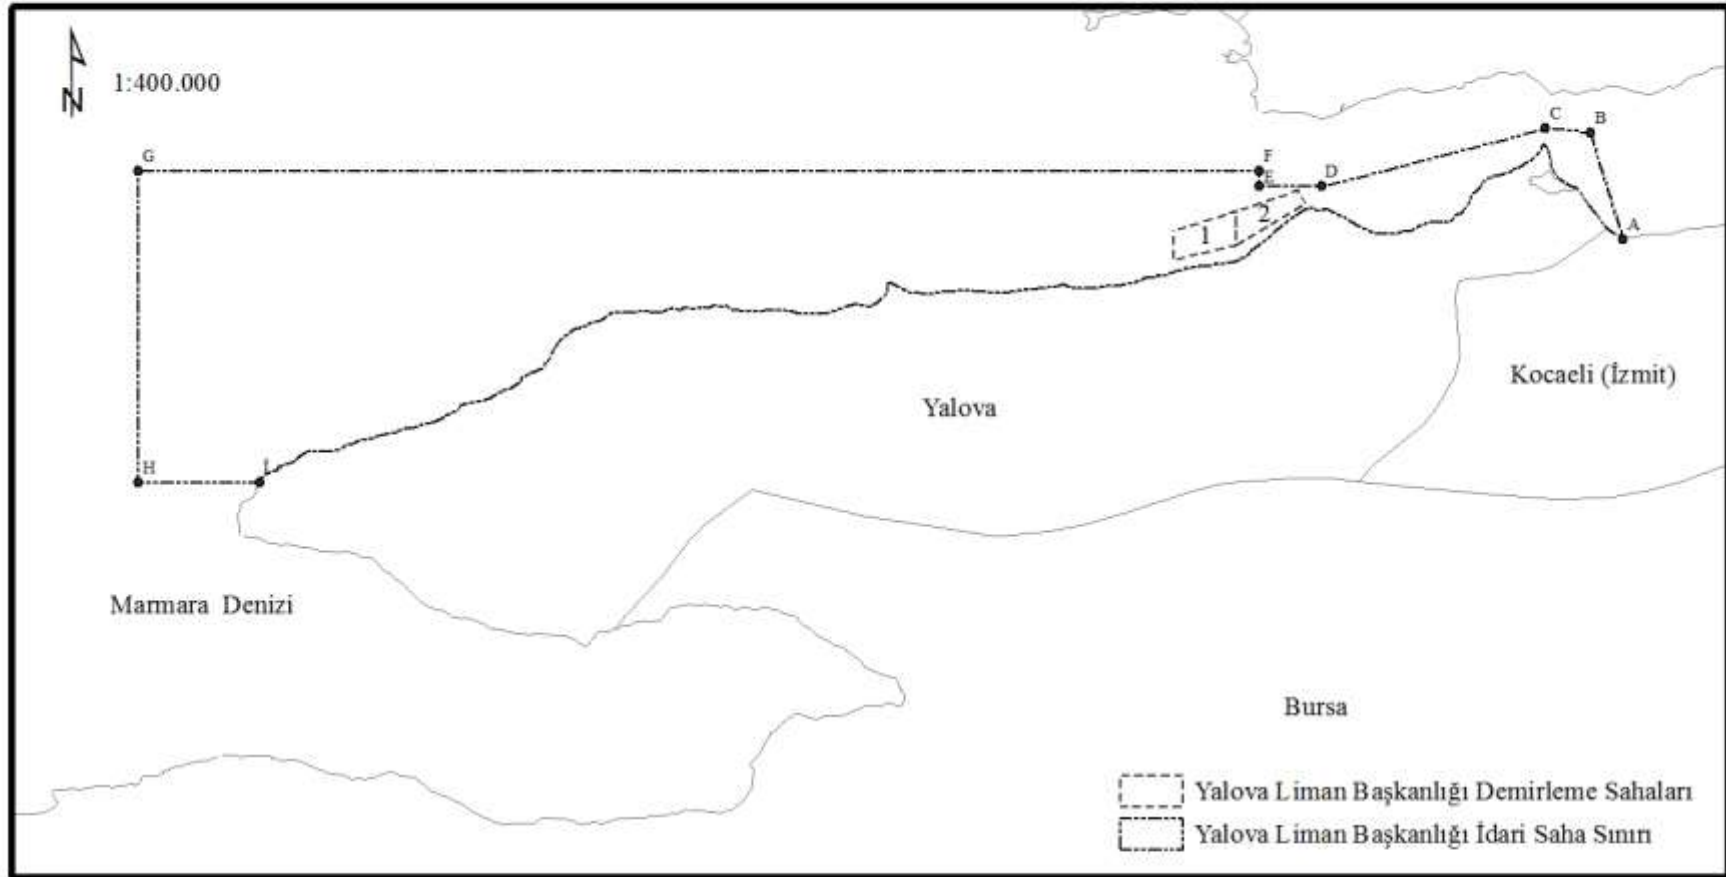 N
1:400.000
C
B
G
F
E
D
2
1
A
Kocaeli (İzmit)
Yalova
H
İ
Marmara Denizi
Bursa
Yalova Liman Başkanlığı Demirleme Sahaları
Yalova Liman Başkanlığı İdari Saha Sınırı